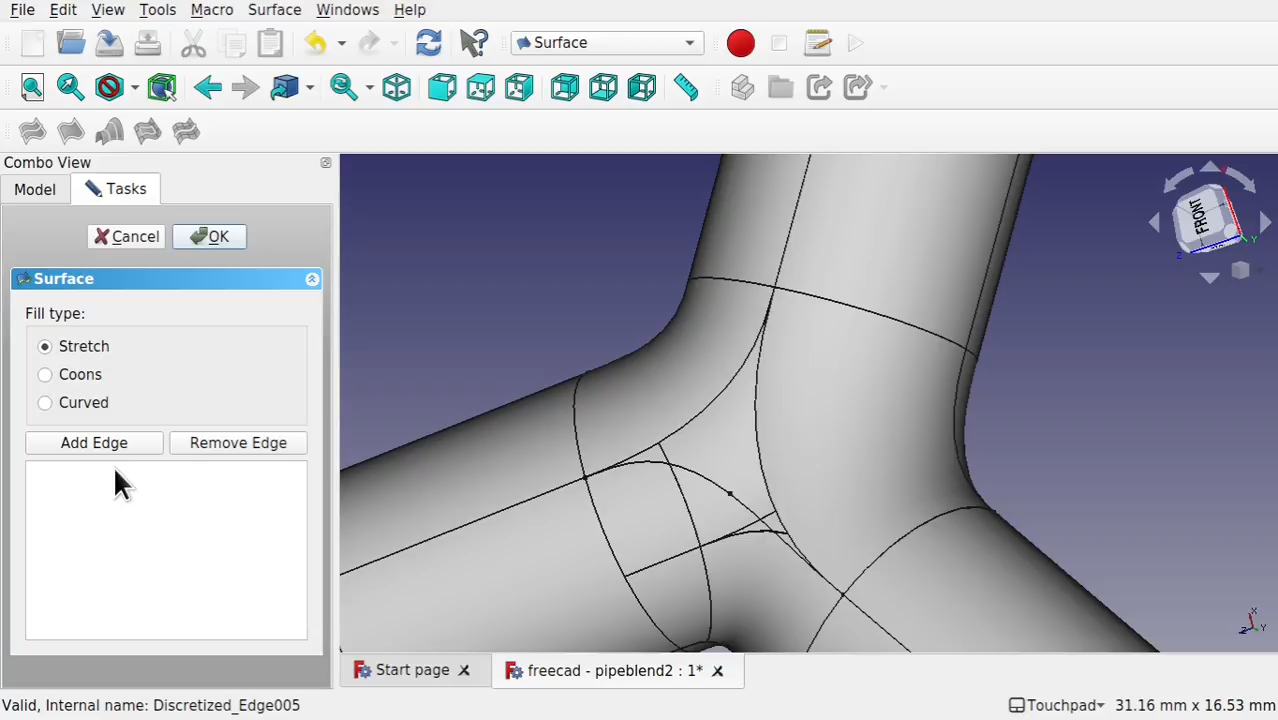 File Edit View Tools Macro Surface Windows Help
Surface
Combo View
Model Tasks
Cancel OK
Surface
Fill type:
Stretch
Coons
Curved
Add Edge Remove Edge
FRONT
Y
Z
X
Z Y
Start page freecd - pipeblend2 : 1*
Valid, Internal name: Discretized_Edge005 Touchpad 31.16 mm x 16.53 mm